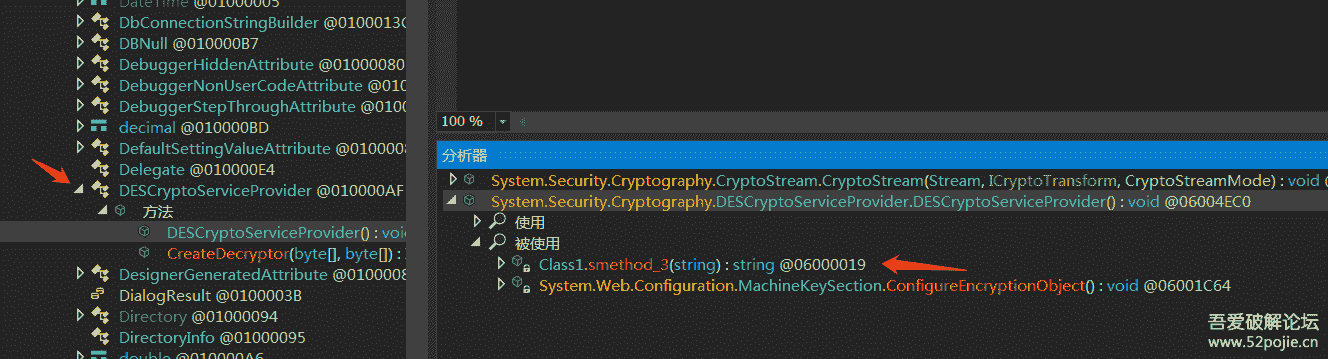 DateTime @01000005
DbConnectionStringBuilder @0100013C
DBNull @010000B7
DebuggerHiddenAttribute @01000080
DebuggerNonUserCodeAttribute @010
DebuggerStepThroughAttribute @0100
decimal @010000BD
DefaultSettingValueAttribute @010000
Delegate @010000E4
DESCryptoServiceProvider @010000AF
方法
DESCryptoServiceProvider() : void
CreateDecryptor(byte[], byte[]) :
DesignerGeneratedAttribute @0100008
DialogResult @0100003B
Directory @01000094
DirectoryInfo @01000095
double @010000A6
100 %
分析器
System.Security.Cryptography.CryptoStream.CryptoStream(Stream, ICryptoTransform, CryptoStreamMode) : void
System.Security.Cryptography.DESCryptoServiceProvider.DESCryptoServiceProvider() : void @06004EC0
使用
被使用
Class1.smethod_3(string) : string @06000019
System.Web.Configuration.MachineKeySection.ConfigureEncryptionObject() : void @06001C64
吾爱破解论坛
www.52pojie.cn